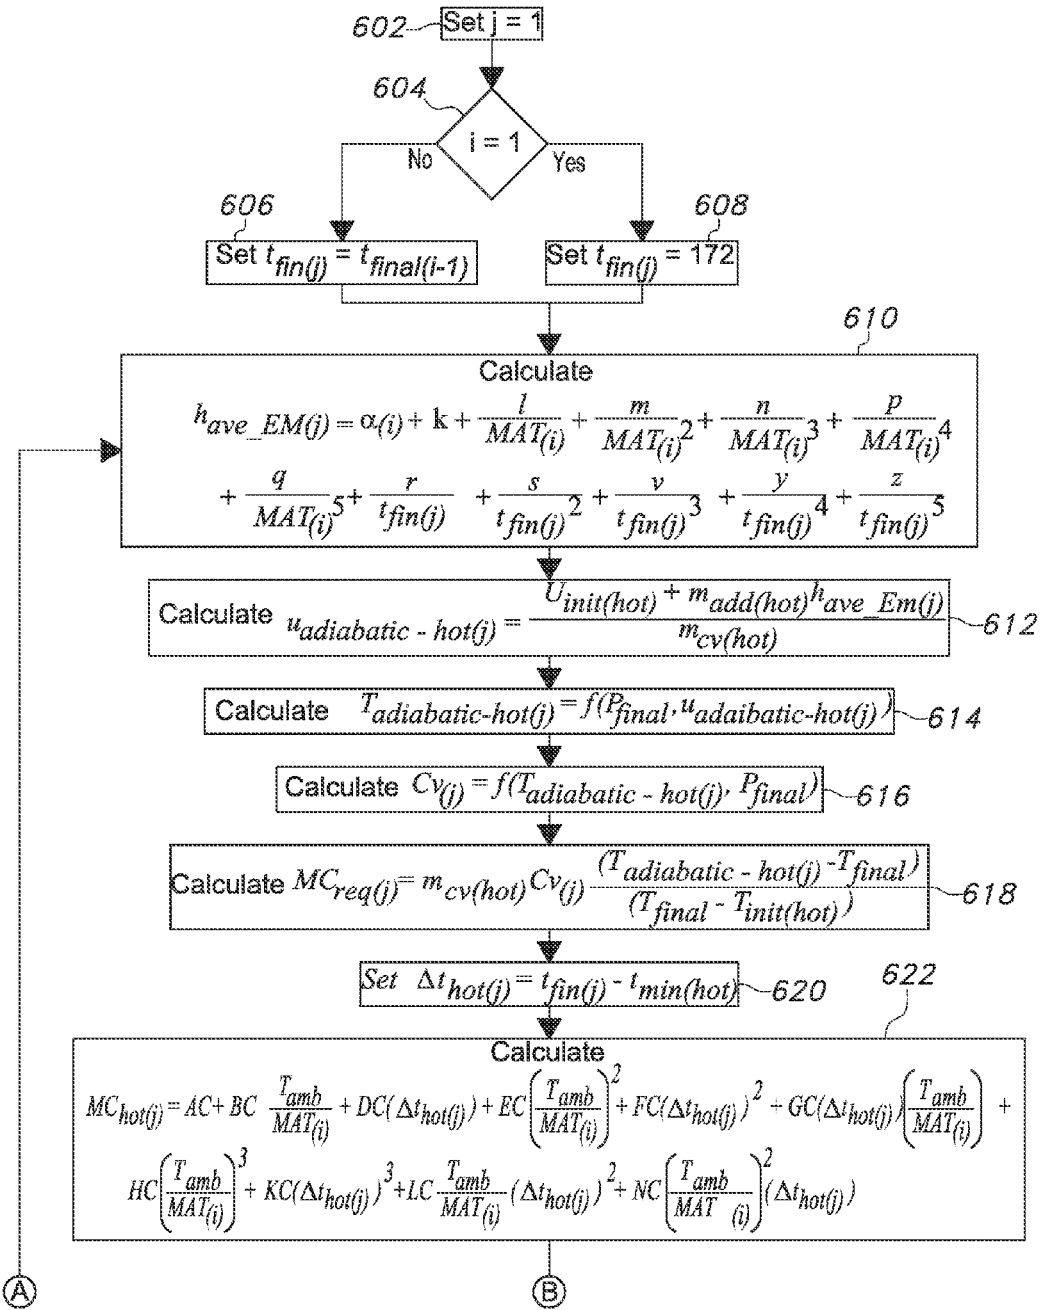 602 Set j = 1
604
i = 1
No Yes
606 608
Set t_fin(j) = t_final(i-1) Set t_fin(j) = 172
610
Calculate
h_ave_EM(j) = α(i) + k + l/MAT(i) + m/MAT(i)^2 + n/MAT(i)^3 + p/MAT(i)^4
+ q/MAT(i)^5 + r/t_fin(j) + s/t_fin(j)^2 + v/t_fin(j)^3 + y/t_fin(j)^4 + z/t_fin(j)^5
Calculate u_adiabatic - hot(j) = (U_init(hot) + m_add(hot) h_ave_Em(j))/m_cv(hot) 612
Calculate T_adiabatic-hot(j) = f(P_final, u_adaibatic-hot(j)) 614
Calculate Cv(j) = f(T_adiabatic - hot(j), P_final) 616
Calculate MC_req(j) = m_cv(hot) Cv(j) (T_adiabatic - hot(j) - T_final)/(T_final - T_init(hot)) 618
Set Δt_hot(j) = t_fin(j) - t_min(hot) 620
622
Calculate
MC_hot(j) = AC + BC T_amb/MAT(i) + DC(Δt_hot(j)) + EC(T_amb/MAT(i))^2 + FC(Δt_hot(j))^2 + GC(Δt_hot(j))(T_amb/MAT(i)) +
HC(T_amb/MAT(i))^3 + KC(Δt_hot(j))^3 + LC T_amb/MAT(i) (Δt_hot(j))^2 + NC(T_amb/MAT (i))^2 (Δt_hot(j))
A B